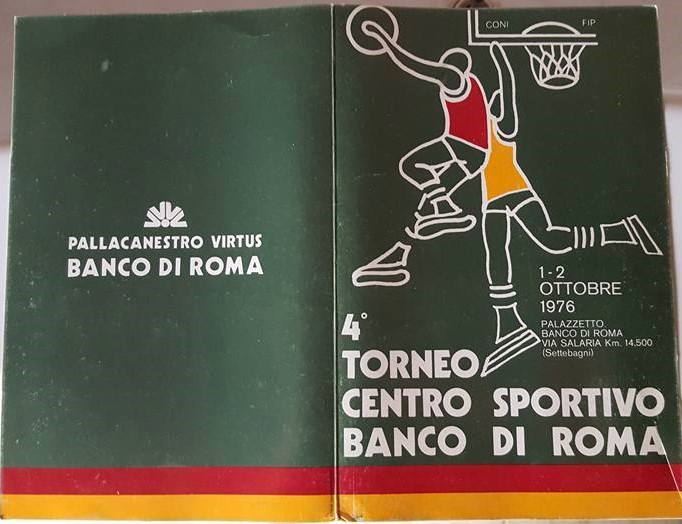 PALLACANESTRO VIRTUS
BANCO DI ROMA
CONI FIP
1-2
OTTOBRE
1976
PALAZZETTO
BANCO DI ROMA
VIA SALARIA Km. 14,500
(Settebagni)
4°
TORNEO
CENTRO SPORTIVO
BANCO DI ROMA